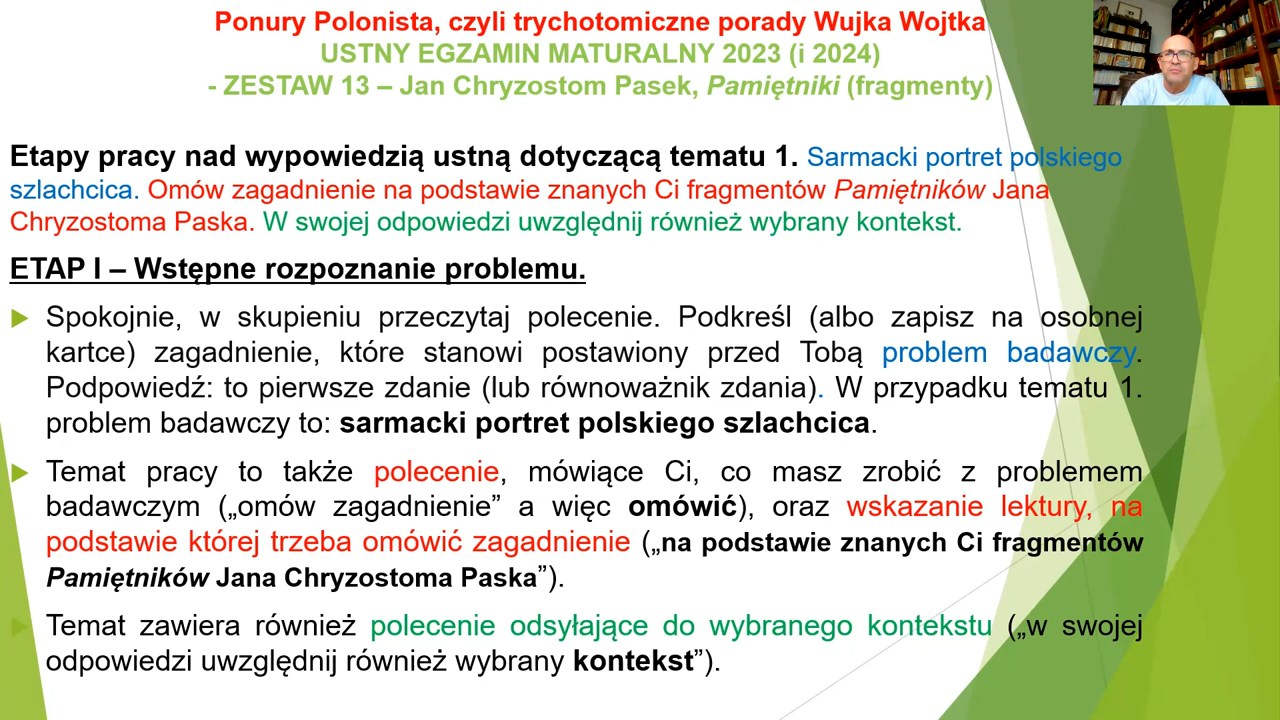 Ponury Polonista, czyli trychotomiczne porady Wujka Wojtka
USTNY EGZAMIN MATURALNY 2023 (i 2024)
- ZESTAW 13 – Jan Chryzostom Pasek, Pamiętniki (fragmenty)
Etapy pracy nad wypowiedzią ustną dotyczącą tematu 1. Sarmacki portret polskiego
szlachcica. Omów zagadnienie na podstawie znanych Ci fragmentów Pamiętników Jana
Chryzostoma Paska. W swojej odpowiedzi uwzględnij również wybrany kontekst.
ETAP I – Wstępne rozpoznanie problemu.
Spokojnie, w skupieniu przeczytaj polecenie. Podkreśl (albo zapisz na osobnej
kartce) zagadnienie, które stanowi postawiony przed Tobą problem badawczy.
Podpowiedź: to pierwsze zdanie (lub równoważnik zdania). W przypadku tematu 1.
problem badawczy to: sarmacki portret polskiego szlachcica.
Temat pracy to także polecenie, mówiące Ci, co masz zrobić z problemem
badawczym („omów zagadnienie” a więc omówić), oraz wskazanie lektury, na
podstawie której trzeba omówić zagadnienie („na podstawie znanych Ci fragmentów
Pamiętników Jana Chryzostoma Paska”).
Temat zawiera również polecenie odsyłające do wybranego kontekstu („w swojej
odpowiedzi uwzględnij również wybrany kontekst”).